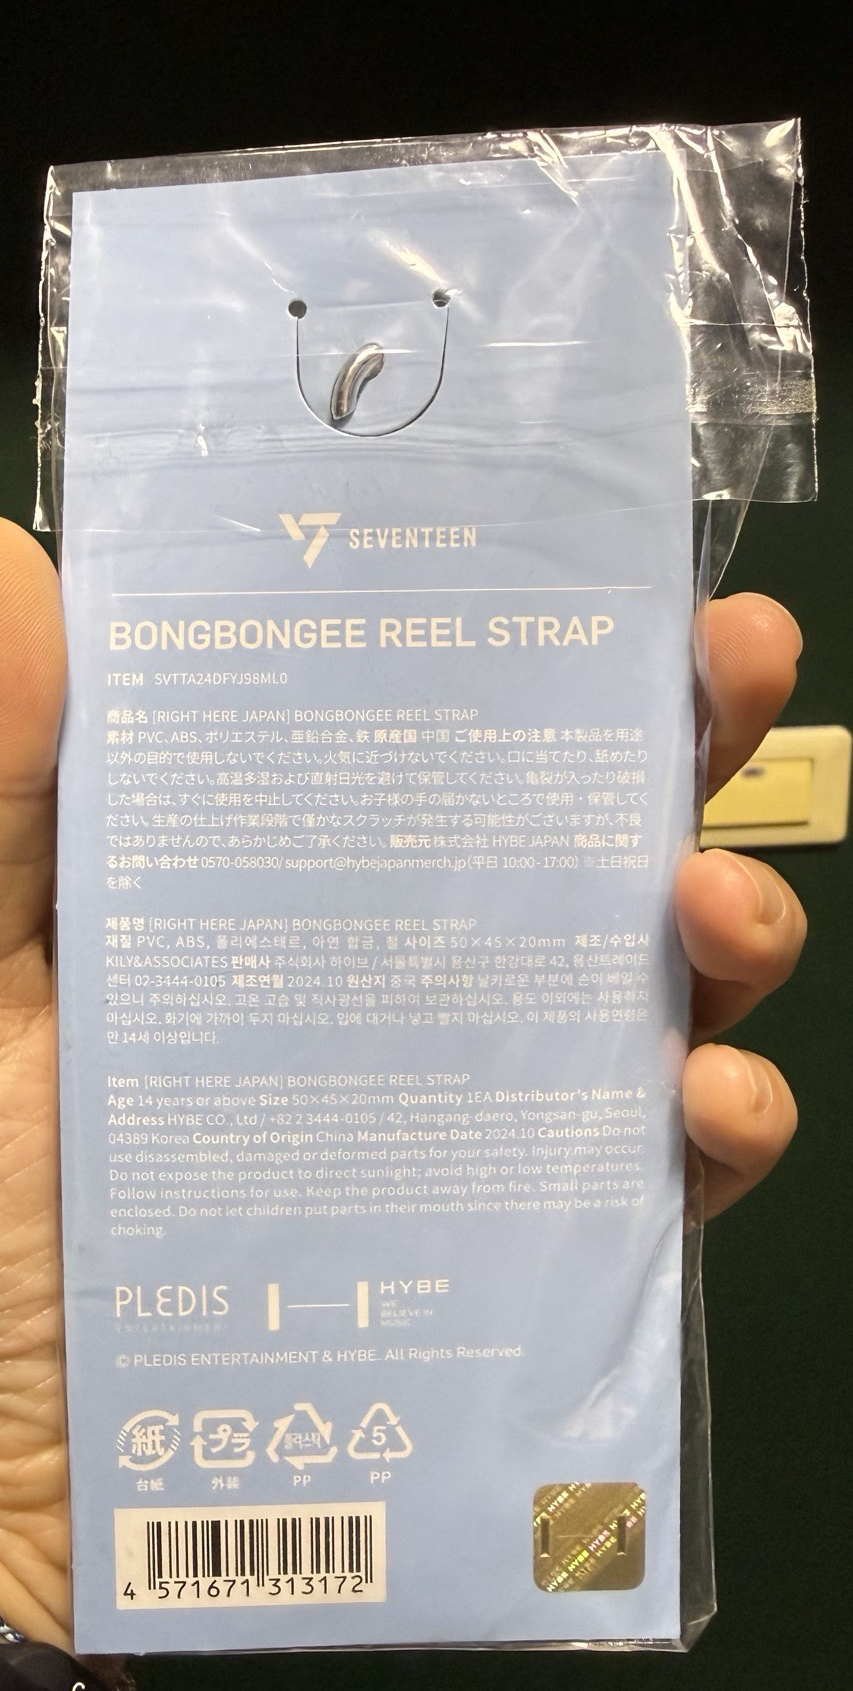 SEVENTEEN
BONGBONGEE REEL STRAP
ITEM SVTTA24DFYJ98ML0
商品名 [RIGHT HERE JAPAN] BONGBONGEE REEL STRAP
素材 PVC、ABS、ポリエステル、亜鉛合金、鉄 原産国 中国 ご使用上の注意 本製品を用途
以外の目的で使用しないでください。火気に近づけないでください。口に当てたり、舐めたり
しないでください。高温多湿および直射日光を避けて保管してください。亀裂が入ったり破損
した場合は、すぐに使用を中止してください。お子様の手の届かないところで使用・保管してく
ださい。生産の仕上げ作業段階で僅かなスクラッチが発生する可能性がございますが、不良
ではありませんので、あらかじめご了承ください。販売元 株式会社 HYBE JAPAN 商品に関す
るお問い合わせ 0570-058030/ support@hybejapanmerch.jp (平日 10:00 - 17:00) ※土日祝日
を除く
제품명 [RIGHT HERE JAPAN] BONGBONGEE REEL STRAP
재질 PVC, ABS, 폴리에스테르, 아연 합금, 철 사이즈 50×45×20mm 제조/수입사
KILY&ASSOCIATES 판매사 주식회사 하이브 / 서울특별시 용산구 한강대로 42, 용산트레이드
센터 02-3444-0105 제조연월 2024.10 원산지 중국 주의사항 날카로운 부분에 손이 베일 수
있으니 주의하십시오. 고온 고습 및 직사광선을 피하여 보관하십시오. 용도 이외에는 사용하지
마십시오. 화기에 가까이 두지 마십시오. 입에 대거나 넣고 빨지 마십시오. 이 제품의 사용연령은
만 14세 이상입니다.
Item [RIGHT HERE JAPAN] BONGBONGEE REEL STRAP
Age 14 years or above Size 50×45×20mm Quantity 1EA Distributor's Name &
Address HYBE CO., Ltd / +82 2 3444-0105 / 42, Hangang-daero, Yongsan-gu, Seoul,
04389 Korea Country of Origin China Manufacture Date 2024.10 Cautions Do not
use disassembled, damaged or deformed parts for your safety. Injury may occur.
Do not expose the product to direct sunlight; avoid high or low temperatures.
Follow instructions for use. Keep the product away from fire. Small parts are
enclosed. Do not let children put parts in their mouth since there may be a risk of
choking.
PLEDIS
ENTERTAINMENT
HYBE
WE
BELIEVE IN
MUSIC
© PLEDIS ENTERTAINMENT & HYBE. All Rights Reserved.
紙 プラ 플라스틱 5
台紙 外装 PP PP
4 571671 313172